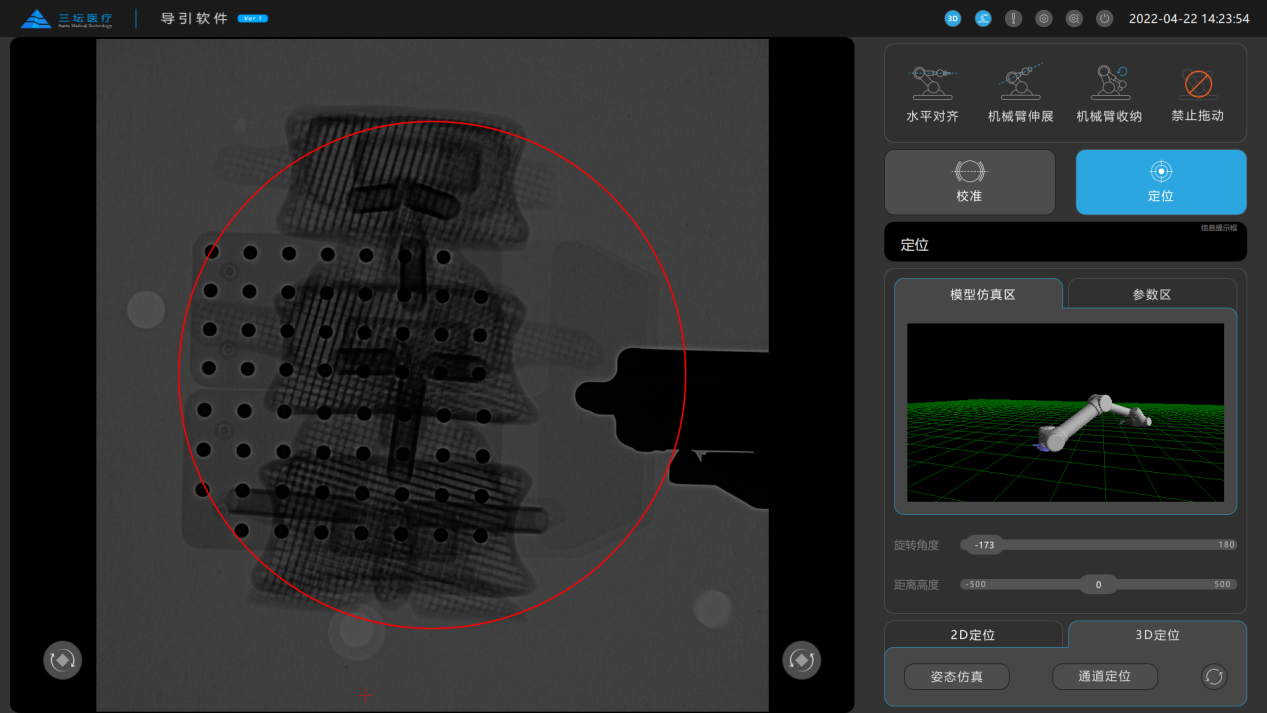 三坛医疗
Santa Medical Technology
导引软件
Ver 1
3D
2022-04-22 14:23:54
水平对齐
机械臂伸展
机械臂收纳
禁止拖动
校准
定位
信息提示框
定位
模型仿真区
参数区
旋转角度
-173
180
距离高度
-500
0
500
2D定位
3D定位
姿态仿真
通道定位